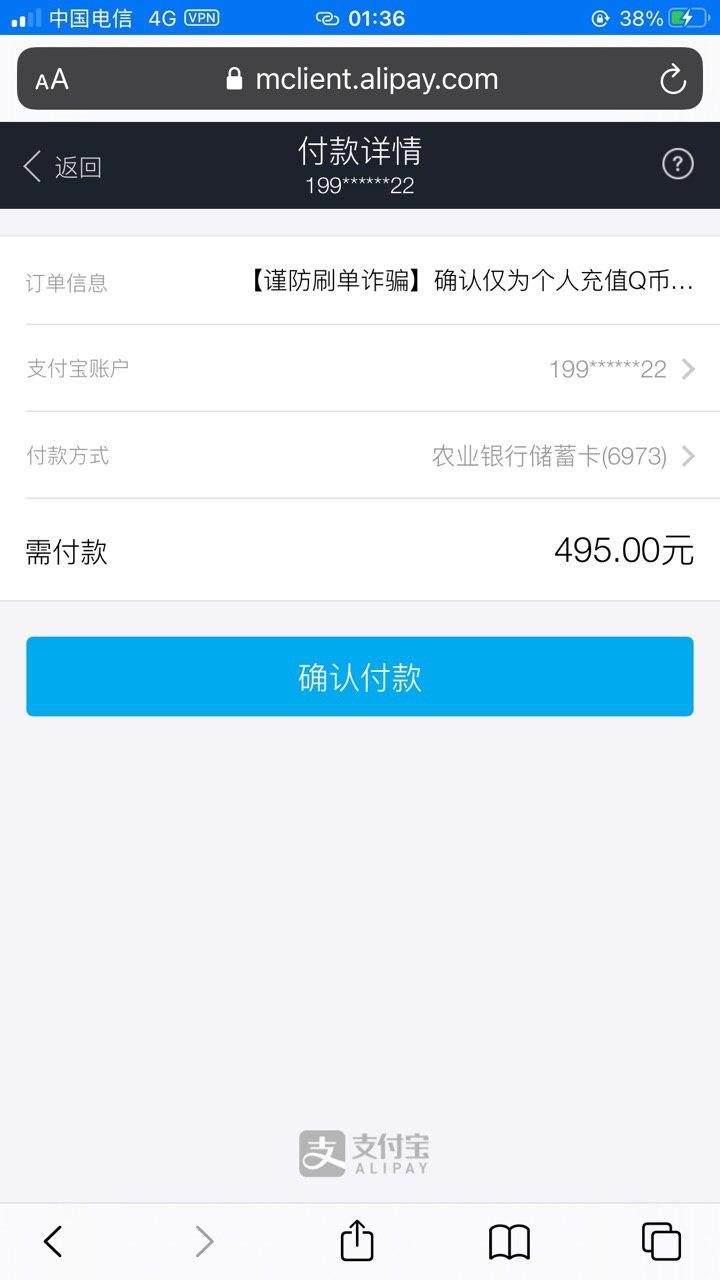 中国电信 4G VPN 01:36 38%
AA mclient.alipay.com
返回 付款详情
199******22
订单信息 【谨防刷单诈骗】确认仅为个人充值Q币...
支付宝账户 199******22
付款方式 农业银行储蓄卡(6973)
需付款 495.00元
确认付款
支 支付宝
ALIPAY